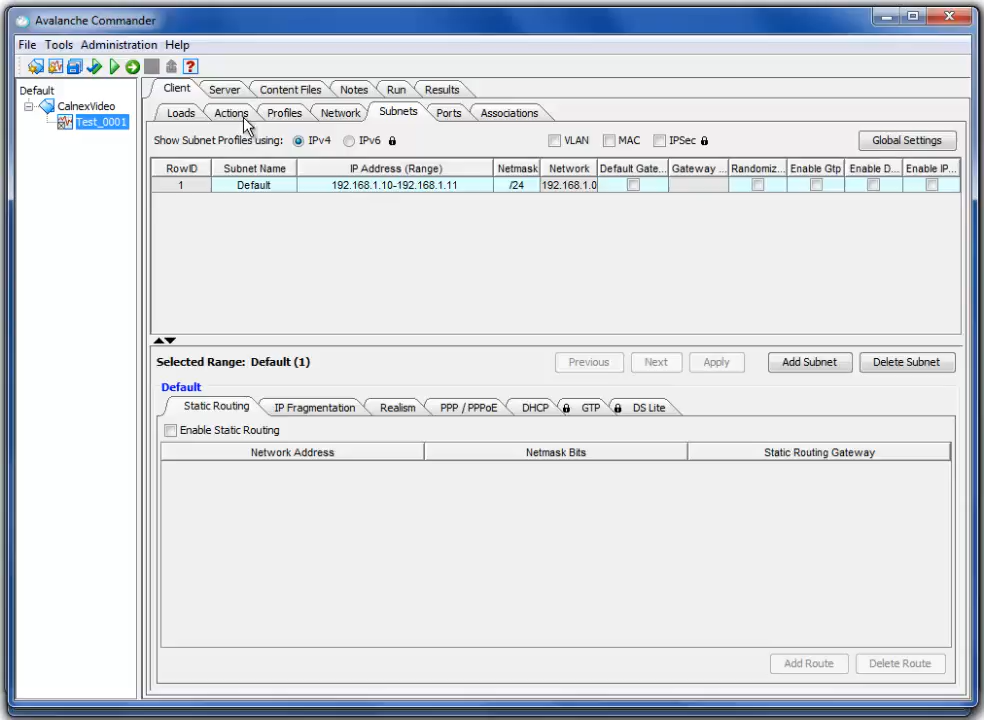 Avalanche Commander
File Tools Administration Help
Default
CalnexVideo
Test_0001
Client Server Content Files Notes Run Results
Loads Actions Profiles Network Subnets Ports Associations
Show Subnet Profiles using: IPv4 IPv6 VLAN MAC IPSec Global Settings
RowID Subnet Name IP Address (Range) Netmask Network Default Gate... Gateway ... Randomiz... Enable Gtp Enable D... Enable IP...
1 Default 192.168.1.10-192.168.1.11 /24 192.168.1.0
Selected Range: Default (1) Previous Next Apply Add Subnet Delete Subnet
Default
Static Routing IP Fragmentation Realism PPP / PPPoE DHCP GTP DS Lite
Enable Static Routing
Network Address Netmask Bits Static Routing Gateway
Add Route Delete Route